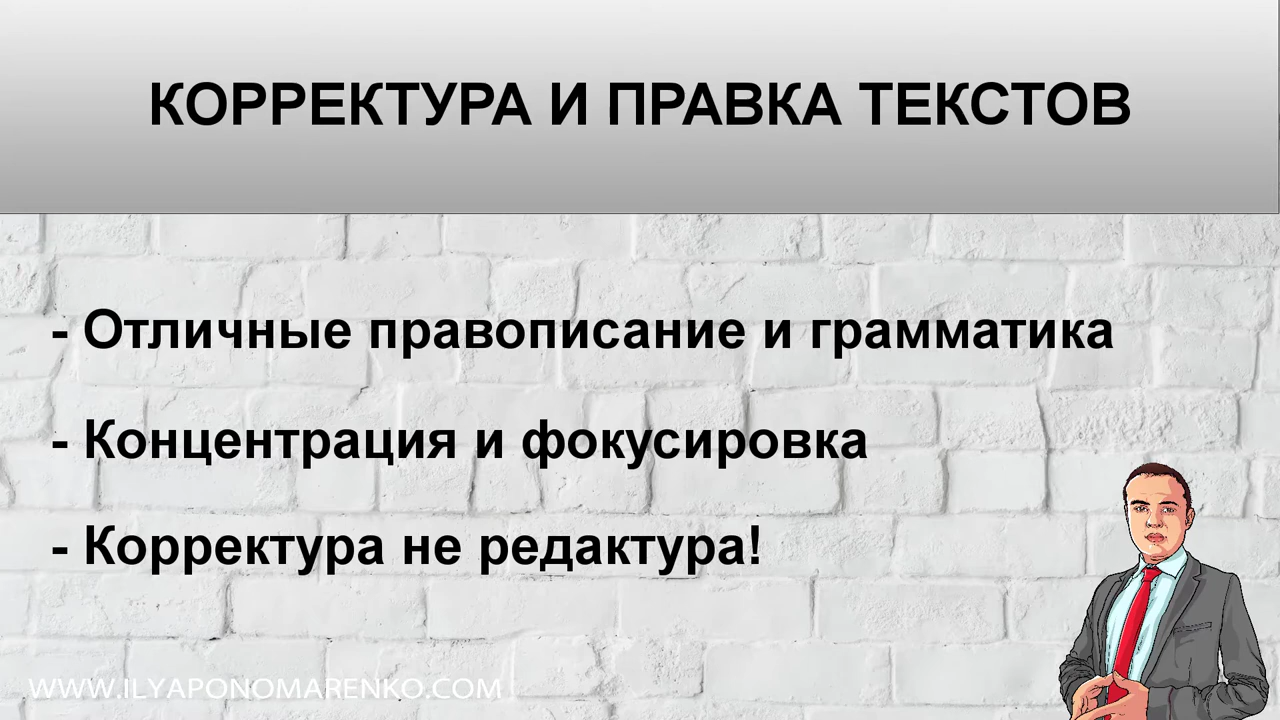 КОРРЕКТУРА И ПРАВКА ТЕКСТОВ
- Отличные правописание и грамматика
- Концентрация и фокусировка
- Корректура не редактура!
WWW.ILYAPONOMARENKO.COM